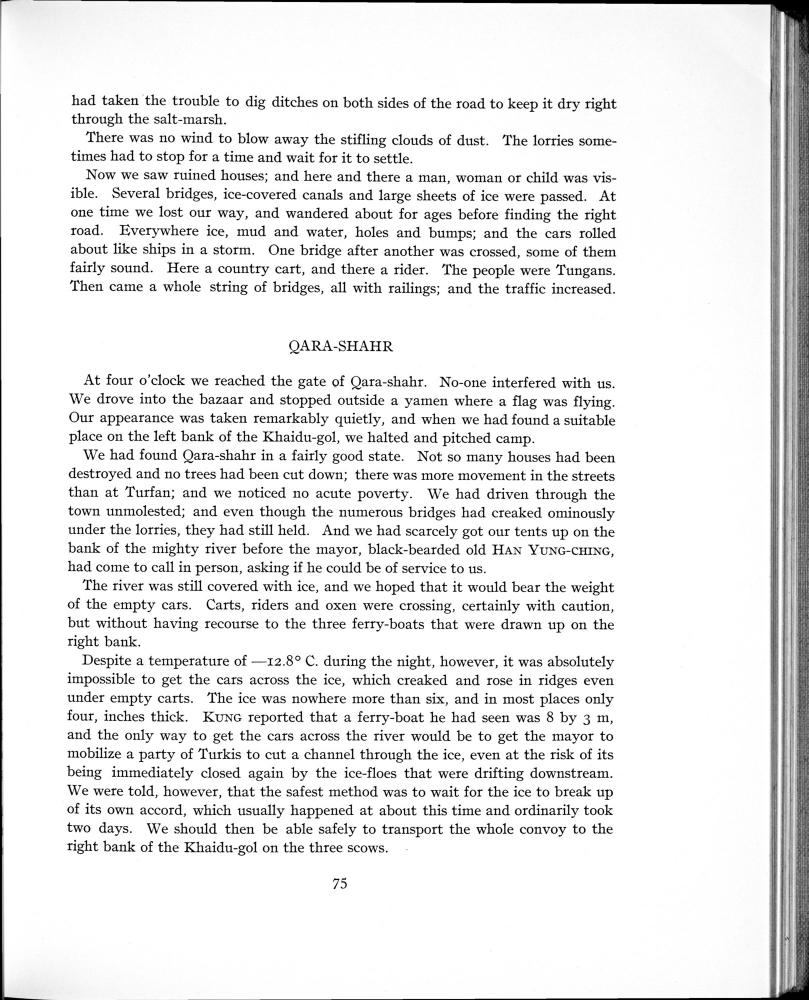 had taken the trouble to dig ditches on both sides of the road to keep it dry right
through the salt-marsh.
There was no wind to blow away the stifling clouds of dust. The lorries some-
times had to stop for a time and wait for it to settle.
Now we saw ruined houses; and here and there a man, woman or child was vis-
ible. Several bridges, ice-covered canals and large sheets of ice were passed. At
one time we lost our way, and wandered about for ages before finding the right
road. Everywhere ice, mud and water, holes and bumps; and the cars rolled
about like ships in a storm. One bridge after another was crossed, some of them
fairly sound. Here a country cart, and there a rider. The people were Tungans.
Then came a whole string of bridges, all with railings; and the traffic increased.
QARA-SHAHR
At four o'clock we reached the gate of Qara-shahr. No-one interfered with us.
We drove into the bazaar and stopped outside a yamen where a flag was flying.
Our appearance was taken remarkably quietly, and when we had found a suitable
place on the left bank of the Khaidu-gol, we halted and pitched camp.
We had found Qara-shahr in a fairly good state. Not so many houses had been
destroyed and no trees had been cut down; there was more movement in the streets
than at Turfan; and we noticed no acute poverty. We had driven through the
town unmolested; and even though the numerous bridges had creaked ominously
under the lorries, they had still held. And we had scarcely got our tents up on the
bank of the mighty river before the mayor, black-bearded old HAN YUNG-CHING,
had come to call in person, asking if he could be of service to us.
The river was still covered with ice, and we hoped that it would bear the weight
of the empty cars. Carts, riders and oxen were crossing, certainly with caution,
but without having recourse to the three ferry-boats that were drawn up on the
right bank.
Despite a temperature of —12.8° C. during the night, however, it was absolutely
impossible to get the cars across the ice, which creaked and rose in ridges even
under empty carts. The ice was nowhere more than six, and in most places only
four, inches thick. KUNG reported that a ferry-boat he had seen was 8 by 3 m,
and the only way to get the cars across the river would be to get the mayor to
mobilize a party of Turkis to cut a channel through the ice, even at the risk of its
being immediately closed again by the ice-floes that were drifting downstream.
We were told, however, that the safest method was to wait for the ice to break up
of its own accord, which usually happened at about this time and ordinarily took
two days. We should then be able safely to transport the whole convoy to the
right bank of the Khaidu-gol on the three scows.
75